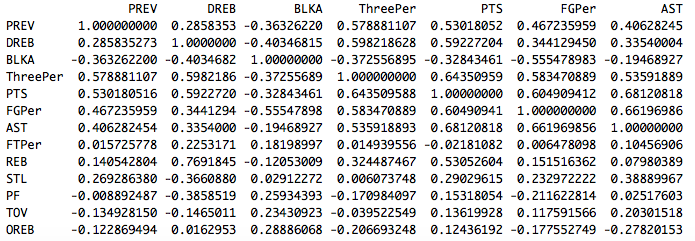 PREV DREB BLKA ThreePer PTS FGPer AST
PREV 1.000000000 0.2858353 -0.36326220 0.578881107 0.53018052 0.467235959 0.40628245
DREB 0.285835273 1.0000000 -0.40346815 0.598218628 0.59227204 0.344129450 0.33540004
BLKA -0.363262200 -0.4034682 1.00000000 -0.372556895 -0.32843461 -0.555478983 -0.19468927
ThreePer 0.578881107 0.5982186 -0.37255689 1.000000000 0.64350959 0.583470889 0.53591889
PTS 0.530180516 0.5922720 -0.32843461 0.643509588 1.00000000 0.604909412 0.68120818
FGPer 0.467235959 0.3441294 -0.55547898 0.583470889 0.60490941 1.000000000 0.66196986
AST 0.406282454 0.3354000 -0.19468927 0.535918893 0.68120818 0.661969856 1.00000000
FTPer 0.015725778 0.2253171 0.18198997 0.014939556 -0.02181082 0.006478098 0.10456906
REB 0.140542804 0.7691845 -0.12053009 0.324487467 0.53052604 0.151516362 0.07980389
STL 0.269286380 -0.3660880 0.02912272 0.006073748 0.29029615 0.232972222 0.38889967
PF -0.008892487 -0.3858519 0.25934393 -0.170984097 0.15318054 -0.211622814 0.02517603
TOV -0.134928150 -0.1465011 0.23430923 -0.039522549 0.13619928 0.117591566 0.20301518
OREB -0.122869494 0.0162953 0.28886068 -0.206693248 0.12436192 -0.177552749 -0.27820153